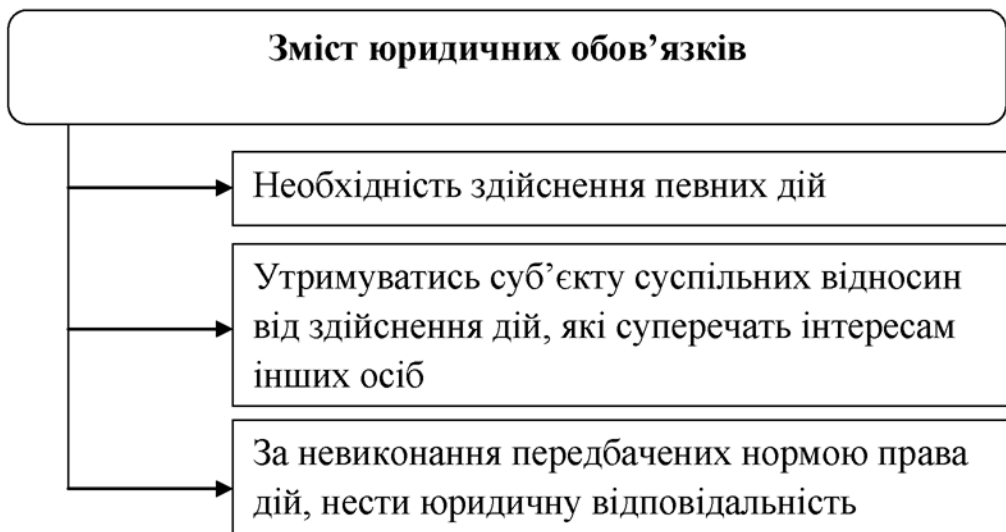 Зміст юридичних обов’язків
Необхідність здійснення певних дій
Утримуватись суб’єкту суспільних відносин
від здійснення дій, які суперечать інтересам
інших осіб
За невиконання передбачених нормою права
дій, нести юридичну відповідальність